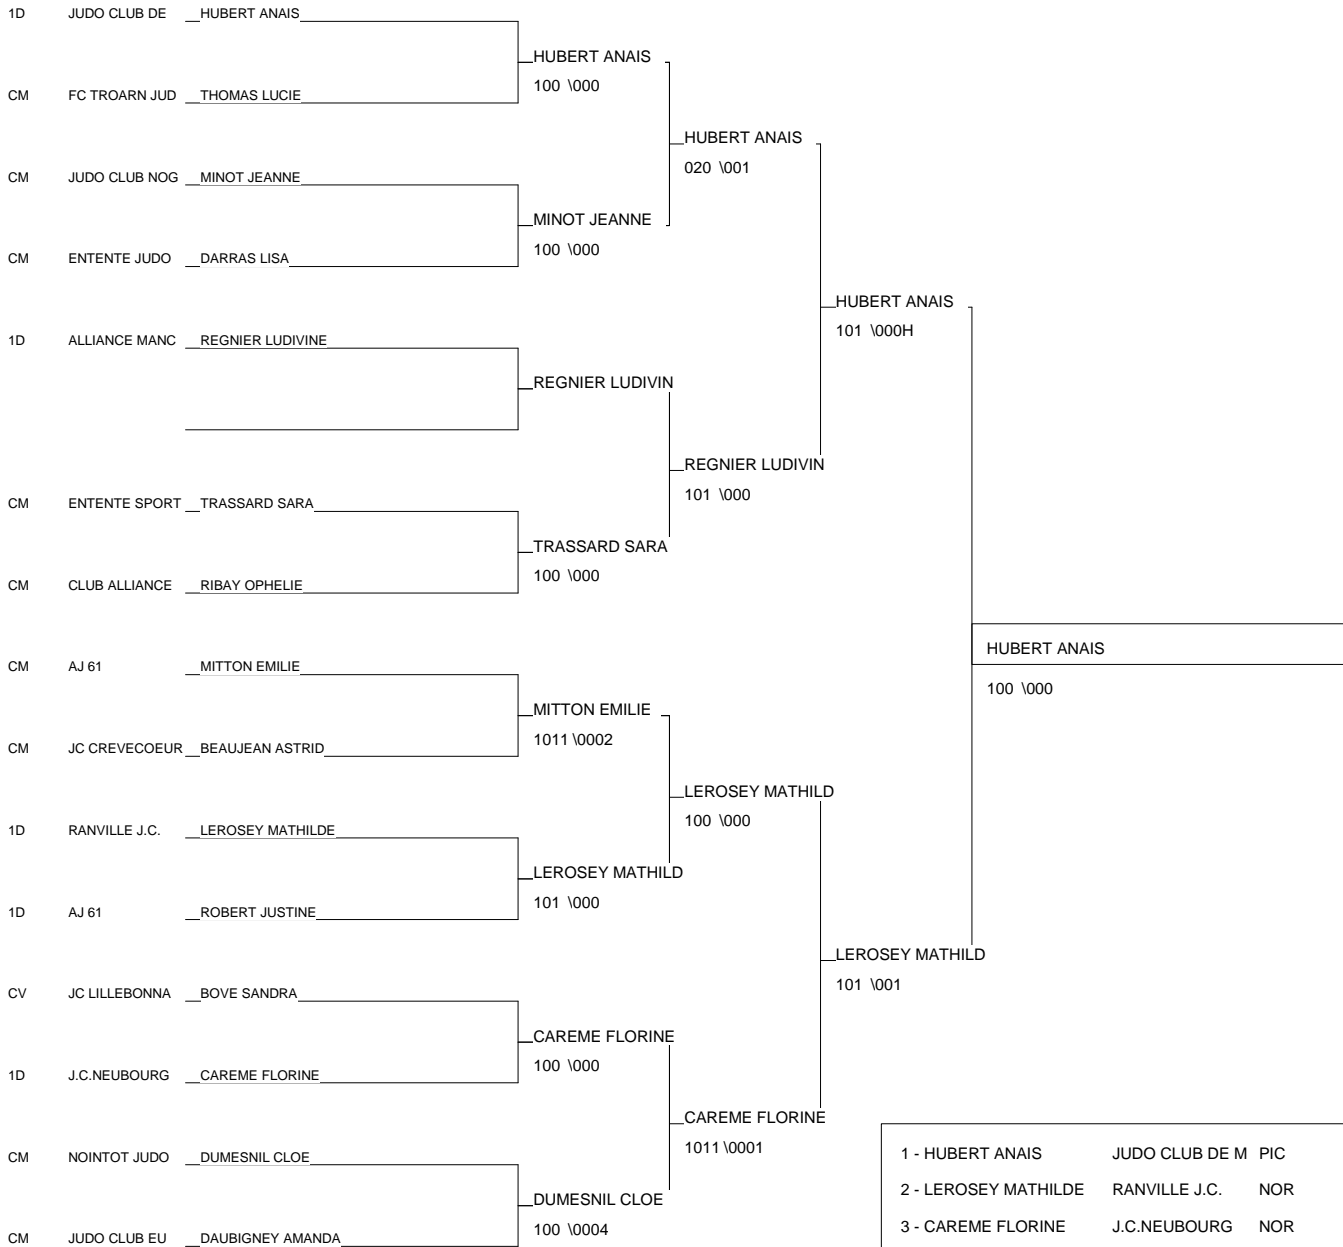 1D JUDO CLUB DE HUBERT ANAIS
HUBERT ANAIS
100 \000
CM FC TROARN JUD THOMAS LUCIE
HUBERT ANAIS
020 \001
CM JUDO CLUB NOG MINOT JEANNE
MINOT JEANNE
100 \000
CM ENTENTE JUDO DARRAS LISA
HUBERT ANAIS
101 \000H
1D ALLIANCE MANC REGNIER LUDIVINE
REGNIER LUDIVIN
REGNIER LUDIVIN
101 \000
CM ENTENTE SPORT TRASSARD SARA
TRASSARD SARA
100 \000
CM CLUB ALLIANCE RIBAY OPHELIE
HUBERT ANAIS
100 \000
CM AJ 61 MITTON EMILIE
MITTON EMILIE
1011 \0002
CM JC CREVECOEUR BEAUJEAN ASTRID
LEROSEY MATHILD
100 \000
1D RANVILLE J.C. LEROSEY MATHILDE
LEROSEY MATHILD
101 \000
1D AJ 61 ROBERT JUSTINE
LEROSEY MATHILD
101 \001
CV JC LILLEBONNA BOVE SANDRA
CAREME FLORINE
100 \000
1D J.C.NEUBOURG CAREME FLORINE
CAREME FLORINE
1011 \0001
CM NOINTOT JUDO DUMESNIL CLOE
DUMESNIL CLOE
100 \0004
CM JUDO CLUB EU DAUBIGNEY AMANDA
1 - HUBERT ANAIS JUDO CLUB DE M PIC
2 - LEROSEY MATHILDE RANVILLE J.C. NOR
3 - CAREME FLORINE J.C.NEUBOURG NOR